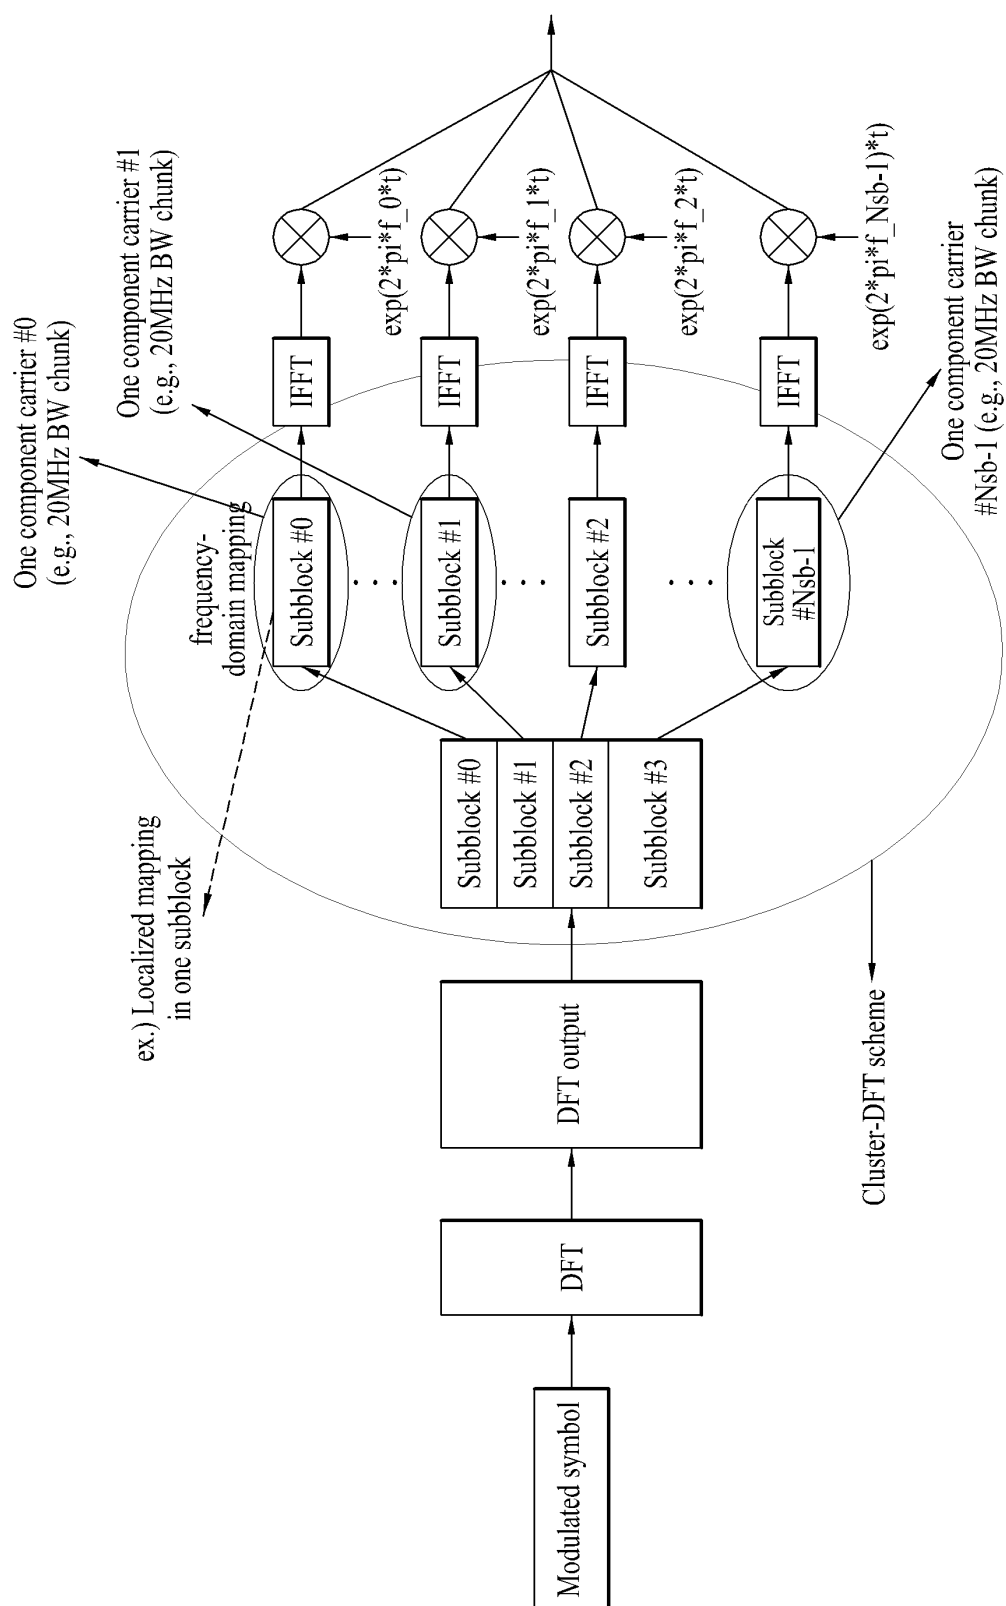 Modulated symbol
DFT
DFT output
Subblock #0
Subblock #1
Subblock #2
Subblock #3
Cluster-DFT scheme
ex.) Localized mapping
in one subblock
frequency-
domain mapping
Subblock #0
Subblock #1
Subblock #2
Subblock
#Nsb-1
. . .
. . .
. . .
One component carrier #0
(e.g., 20MHz BW chunk)
One component carrier #1
(e.g., 20MHz BW chunk)
One component carrier
#Nsb-1 (e.g., 20MHz BW chunk)
IFFT
IFFT
IFFT
IFFT
exp(2*pi*f_0*t)
exp(2*pi*f_1*t)
exp(2*pi*f_2*t)
exp(2*pi*f_Nsb-1)*t)